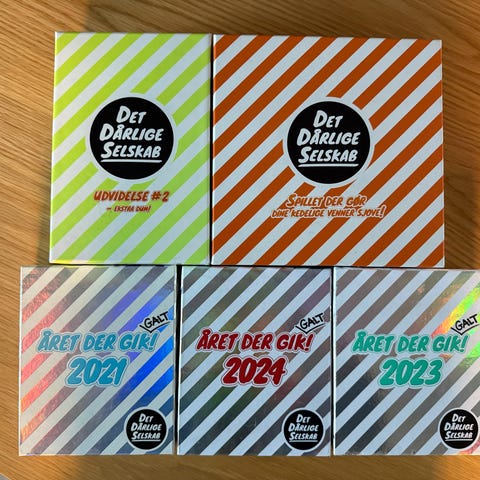 DET
DÅRLIGE
SELSKAB
UDVIDELSE #2
– EKSTRA DUM!
DET
DÅRLIGE
SELSKAB
SPILLET DER GØR
DINE KEDELIGE VENNER SJOVE!
GALT
ÅRET DER GIK!
2021
DET
DÅRLIGE
SELSKAB
GALT
ÅRET DER GIK!
2024
DET
DÅRLIGE
SELSKAB
GALT
ÅRET DER GIK!
2023
DET
DÅRLIGE
SELSKAB